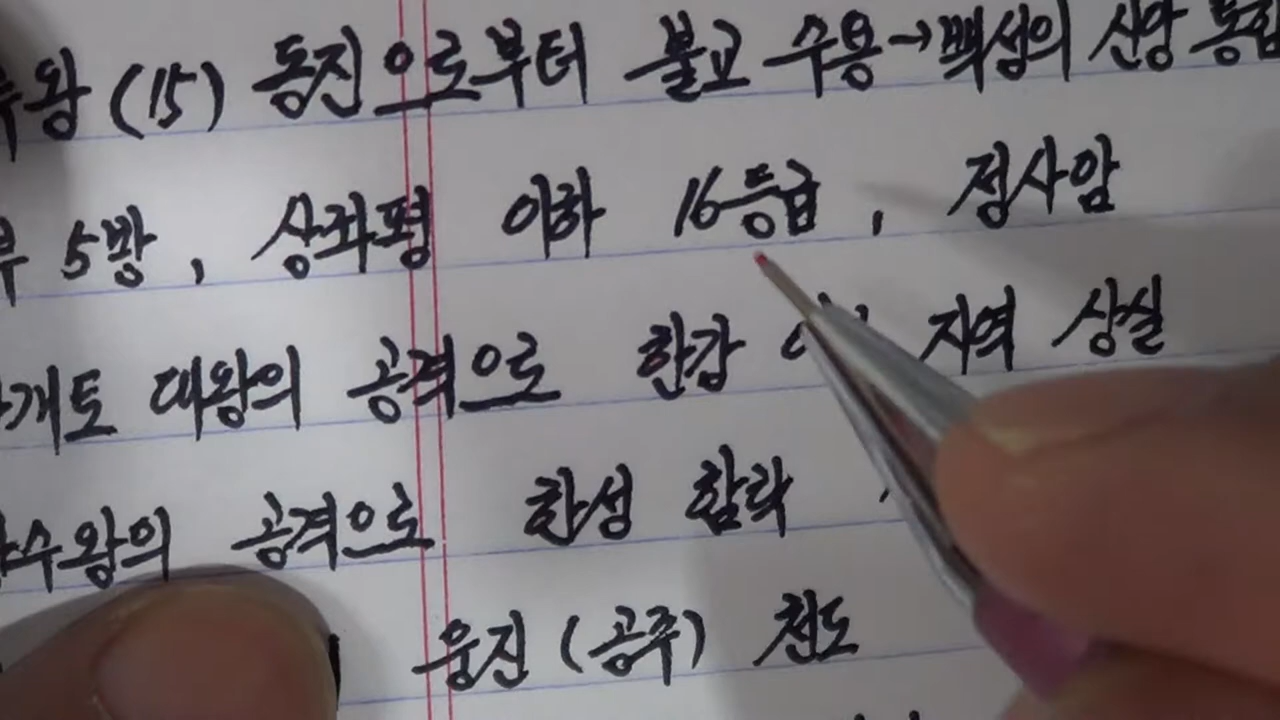 왕 (15) 동진으로부터 불교 수용→백성의 신앙 통합
부 5방, 상좌평 이하 16등급, 정사암
개토 대왕의 공격으로 한강 지역 상실
수왕의 공격으로 한성 함락
웅진 (공주) 천도